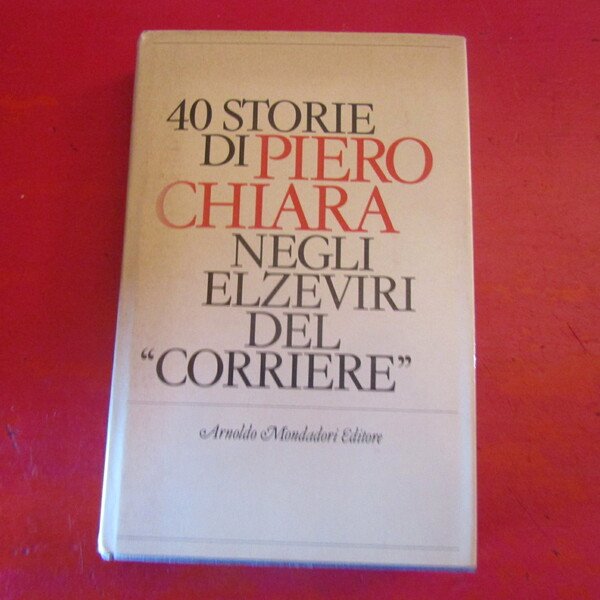 40 STORIE
DI PIERO
CHIARA
NEGLI
ELZEVIRI
DEL
“CORRIERE”
Arnoldo Mondadori Editore